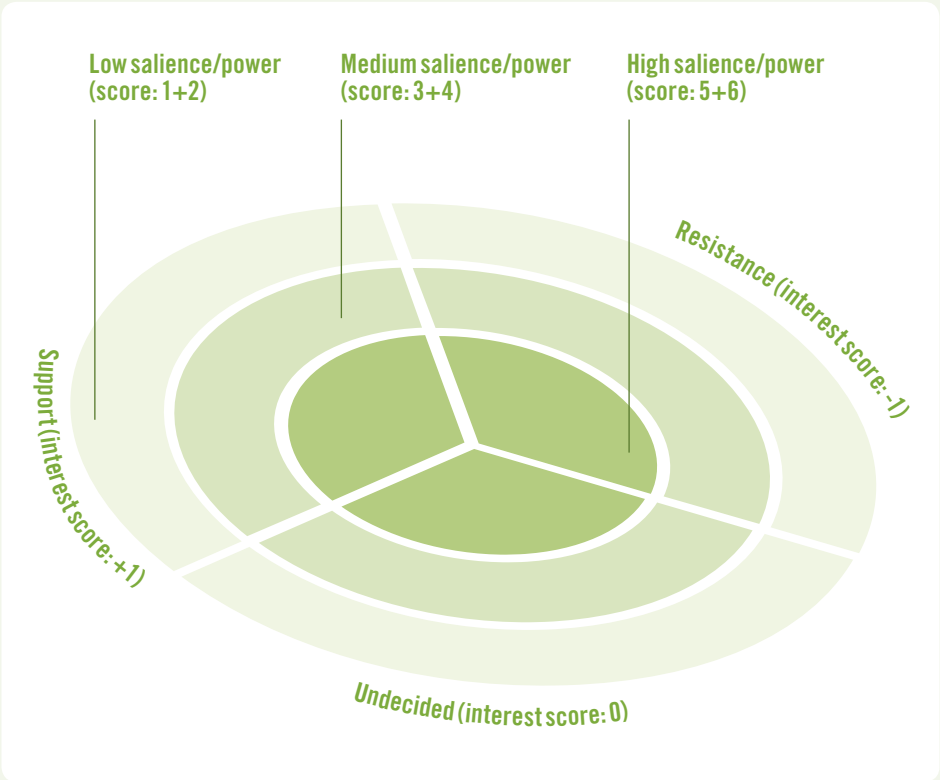 Low salience/power
(score: 1+2)
Medium salience/power
(score: 3+4)
High salience/power
(score: 5+6)
Resistance (interest score: -1)
Support (interest score: +1)
Undecided (interest score: 0)